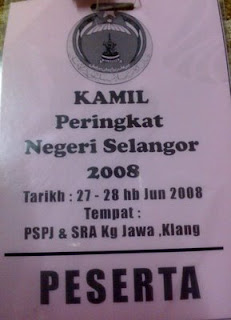 KAMIL
Peringkat
Negeri Selangor
2008
Tarikh : 27 - 28 hb Jun 2008
Tempat :
PSPJ & SRA Kg Jawa ,Klang
PESERTA